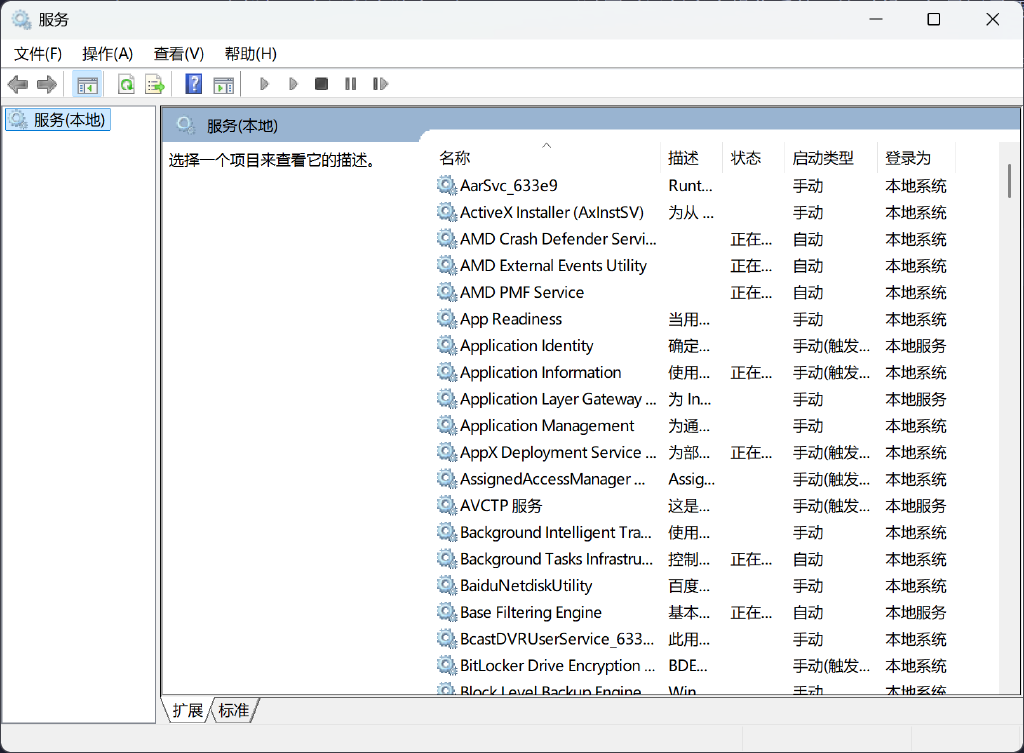 服务
文件(F) 操作(A) 查看(V) 帮助(H)
服务(本地)
服务(本地)
选择一个项目来查看它的描述。
名称 描述 状态 启动类型 登录为
AarSvc_633e9 Runt... 手动 本地系统
ActiveX Installer (AxInstSV) 为从 ... 手动 本地系统
AMD Crash Defender Servi... 正在... 自动 本地系统
AMD External Events Utility 正在... 自动 本地系统
AMD PMF Service 正在... 自动 本地系统
App Readiness 当用... 手动 本地系统
Application Identity 确定... 手动(触发... 本地服务
Application Information 使用... 正在... 手动(触发... 本地系统
Application Layer Gateway ... 为 In... 手动 本地服务
Application Management 为通... 手动 本地系统
AppX Deployment Service ... 为部... 正在... 手动(触发... 本地系统
AssignedAccessManager ... Assig... 手动(触发... 本地系统
AVCTP 服务 这是... 手动(触发... 本地服务
Background Intelligent Tra... 使用... 手动 本地系统
Background Tasks Infrastru... 控制... 正在... 自动 本地系统
BaiduNetdiskUtility 百度... 手动 本地系统
Base Filtering Engine 基本... 正在... 自动 本地服务
BcastDVRUserService_633... 此用... 手动 本地系统
BitLocker Drive Encryption ... BDE... 手动(触发... 本地系统
Block Level Backup Engine Win 手动 本地系统
扩展 标准